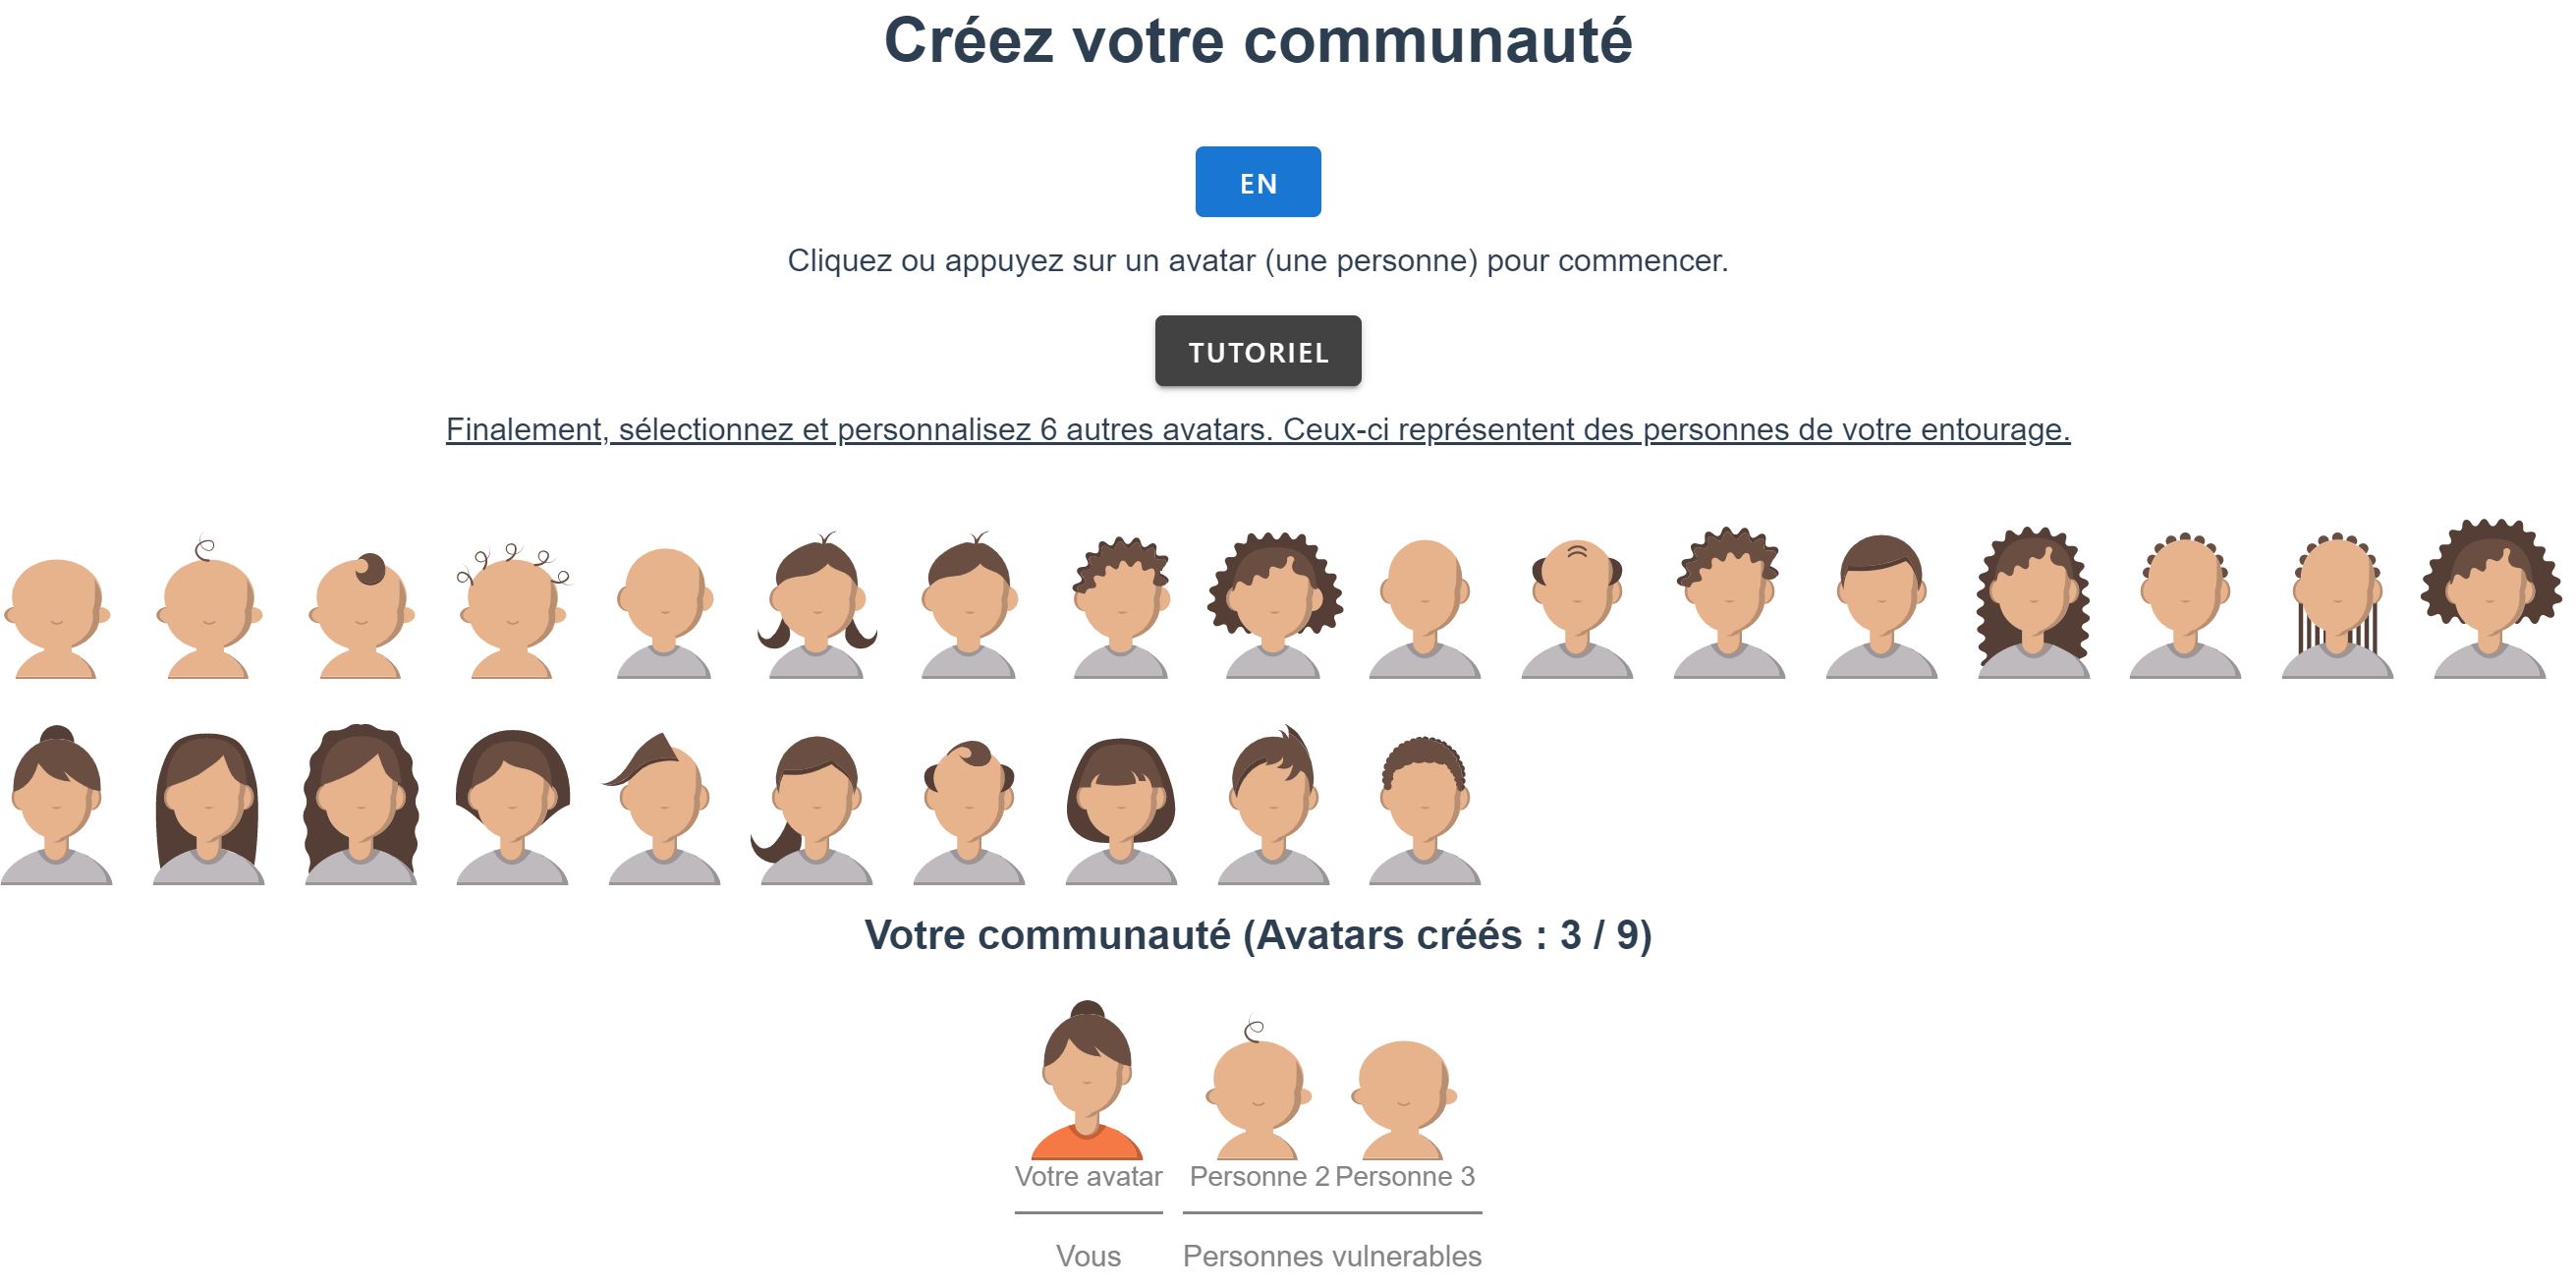 Créez votre communauté
EN
Cliquez ou appuyez sur un avatar (une personne) pour commencer.
TUTORIEL
Finalement, sélectionnez et personnalisez 6 autres avatars. Ceux-ci représentent des personnes de votre entourage.
Votre communauté (Avatars créés : 3 / 9)
Votre avatar Personne 2 Personne 3
Vous Personnes vulnerables